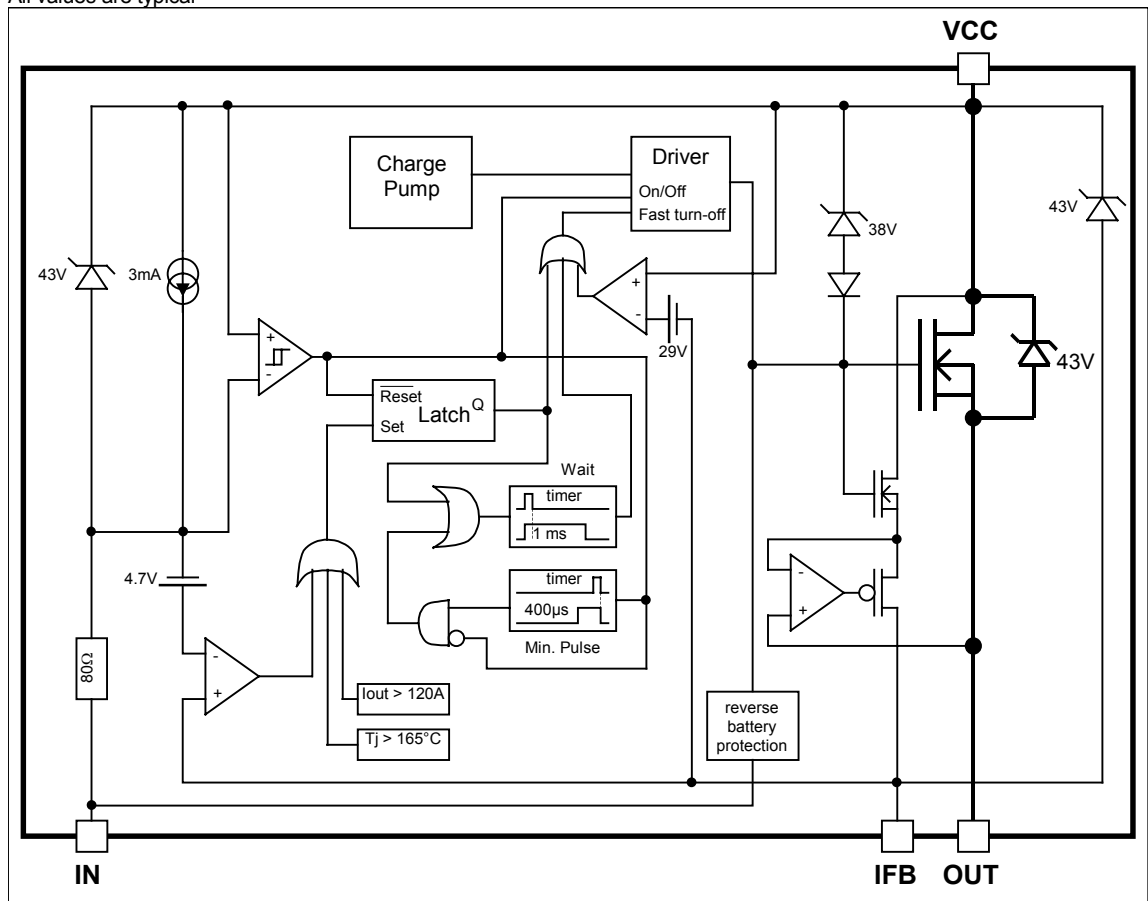 All values are typical
VCC
Charge
Pump
Driver
On/Off
Fast turn-off
43V
3mA
38V
43V
+
-
29V
43V
+
-
Reset
Latch
Q
Set
Wait
timer
1 ms
4.7V
timer
400µs
Min. Pulse
-
+
80Ω
-
+
Iout > 120A
Tj > 165°C
reverse
battery
protection
IN
IFB
OUT